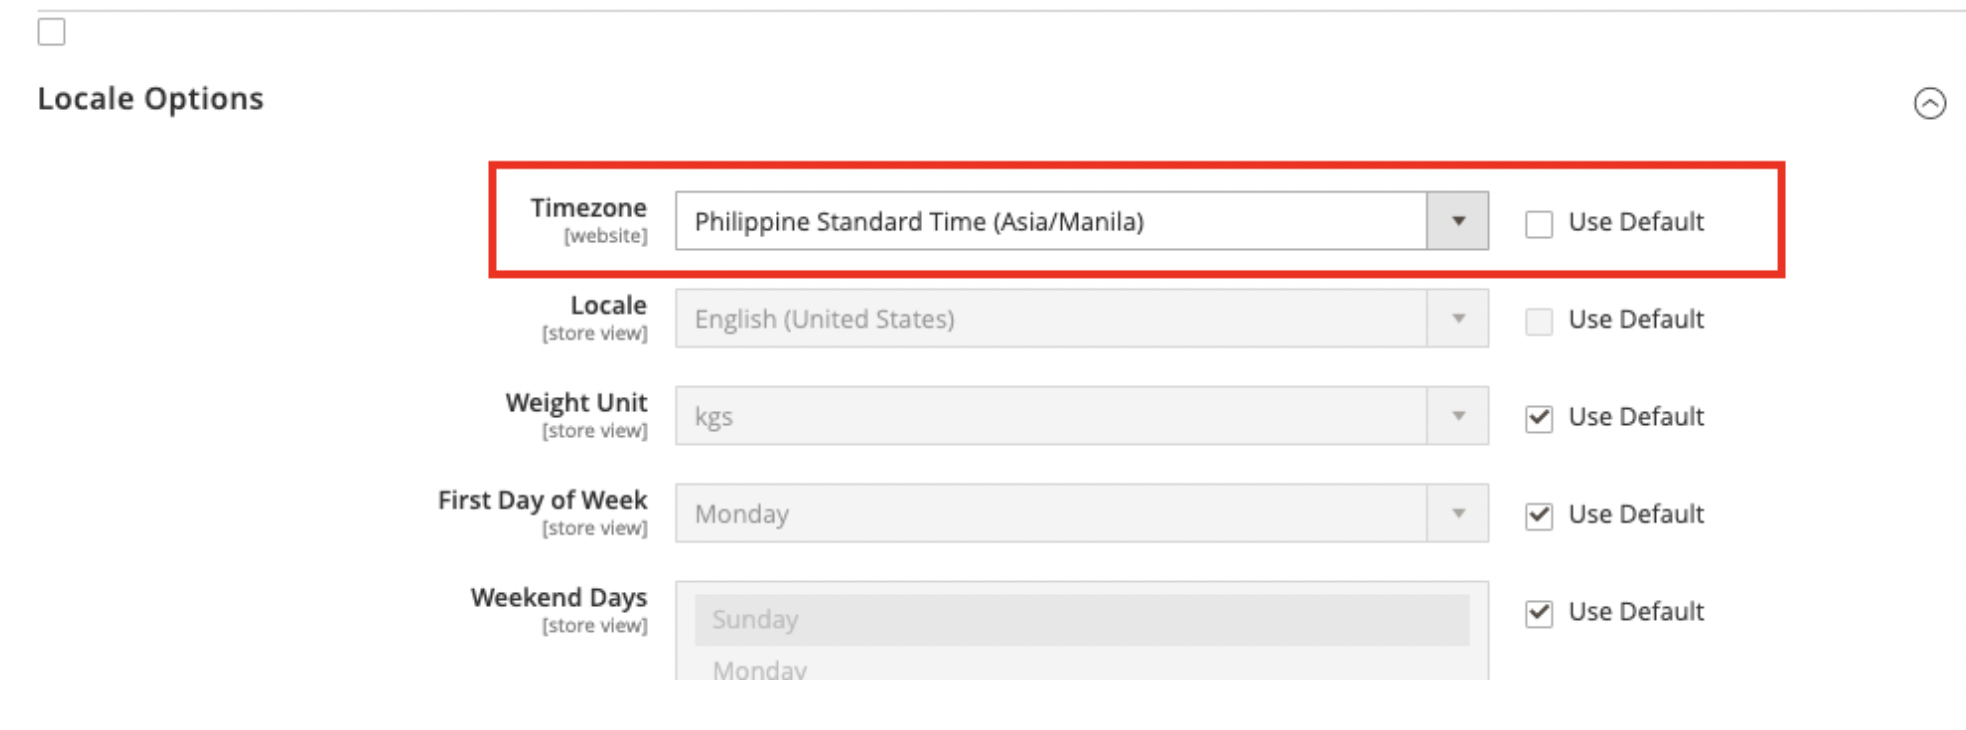 Locale Options
Timezone
[website]
Philippine Standard Time (Asia/Manila)
Use Default
Locale
[store view]
English (United States)
Use Default
Weight Unit
[store view]
kgs
Use Default
First Day of Week
[store view]
Monday
Use Default
Weekend Days
[store view]
Sunday
Monday
Use Default